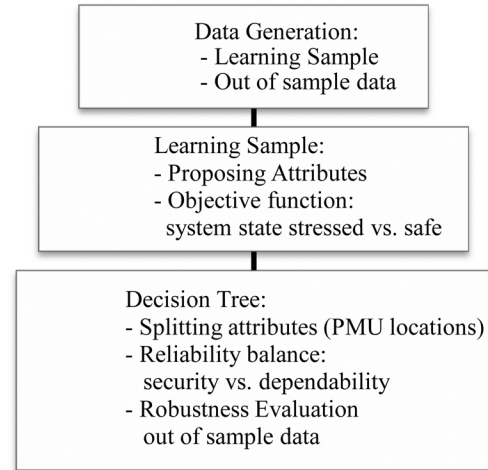 Data Generation:
- Learning Sample
- Out of sample data
Learning Sample:
- Proposing Attributes
- Objective function:
system state stressed vs. safe
Decision Tree:
- Splitting attributes (PMU locations)
- Reliability balance:
security vs. dependability
- Robustness Evaluation
out of sample data